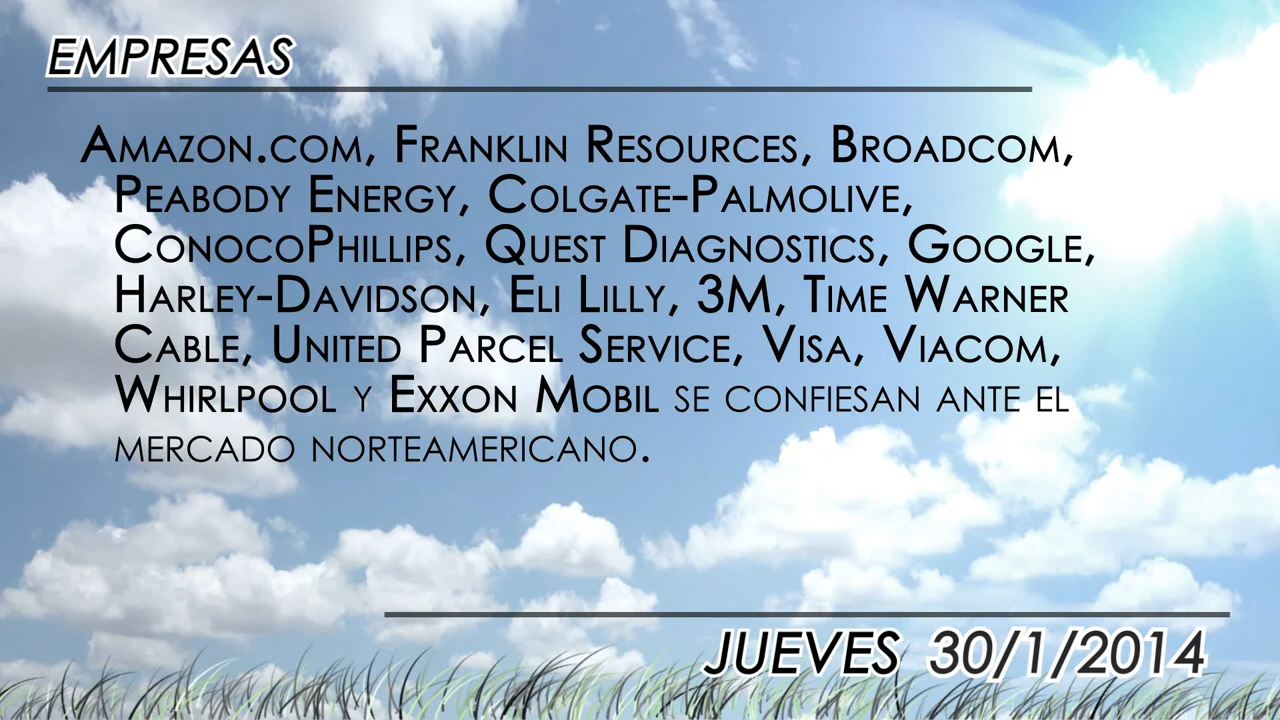 EMPRESAS
Amazon.com, Franklin Resources, Broadcom,
Peabody Energy, Colgate-Palmolive,
ConocoPhillips, Quest Diagnostics, Google,
Harley-Davidson, Eli Lilly, 3M, Time Warner
Cable, United Parcel Service, Visa, Viacom,
Whirlpool y Exxon Mobil se confiesan ante el
mercado norteamericano.
JUEVES 30/1/2014